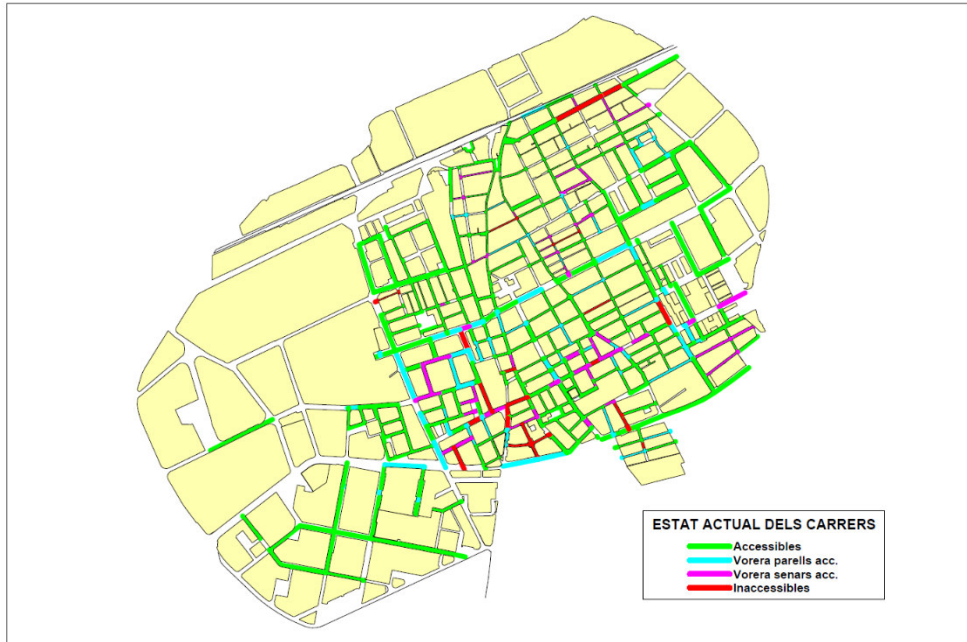 ESTAT ACTUAL DELS CARRERS
Accessibles
Vorera parells acc.
Vorera senars acc.
Inaccessibles